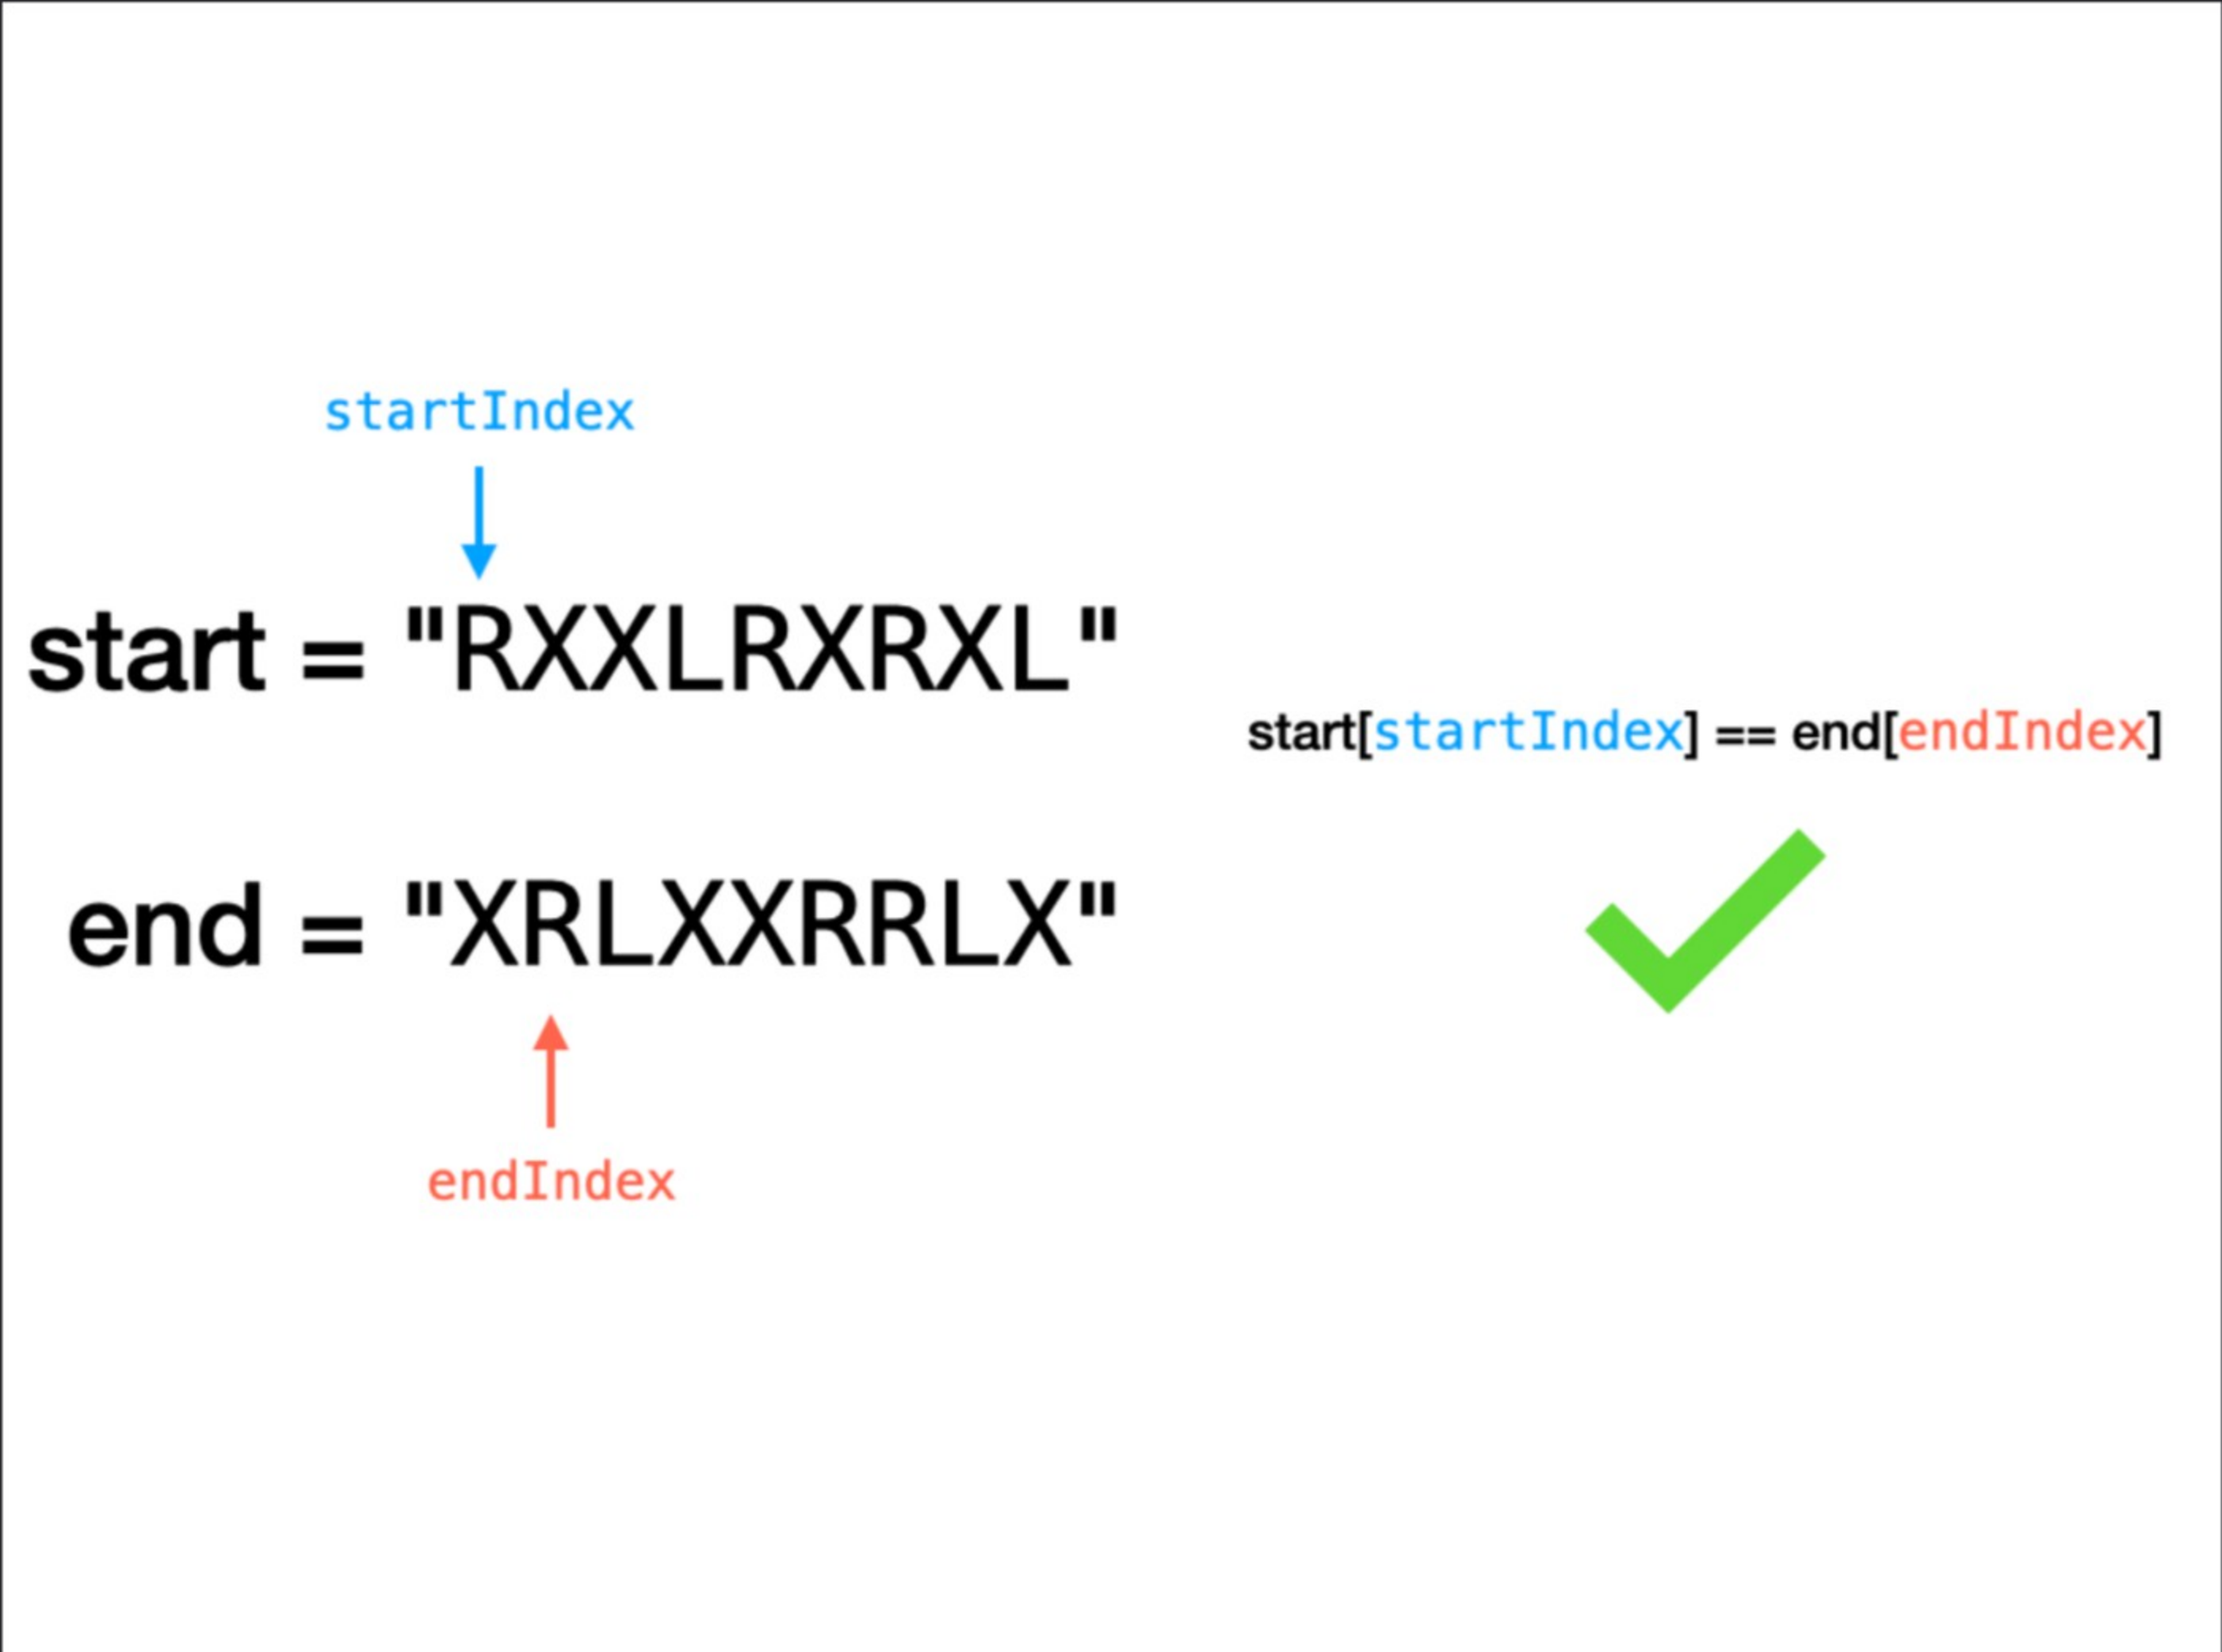 startIndex
start = "RXXLRXRXL"
start[startIndex] == end[endIndex]
end = "XRLXXRRLX"
endIndex